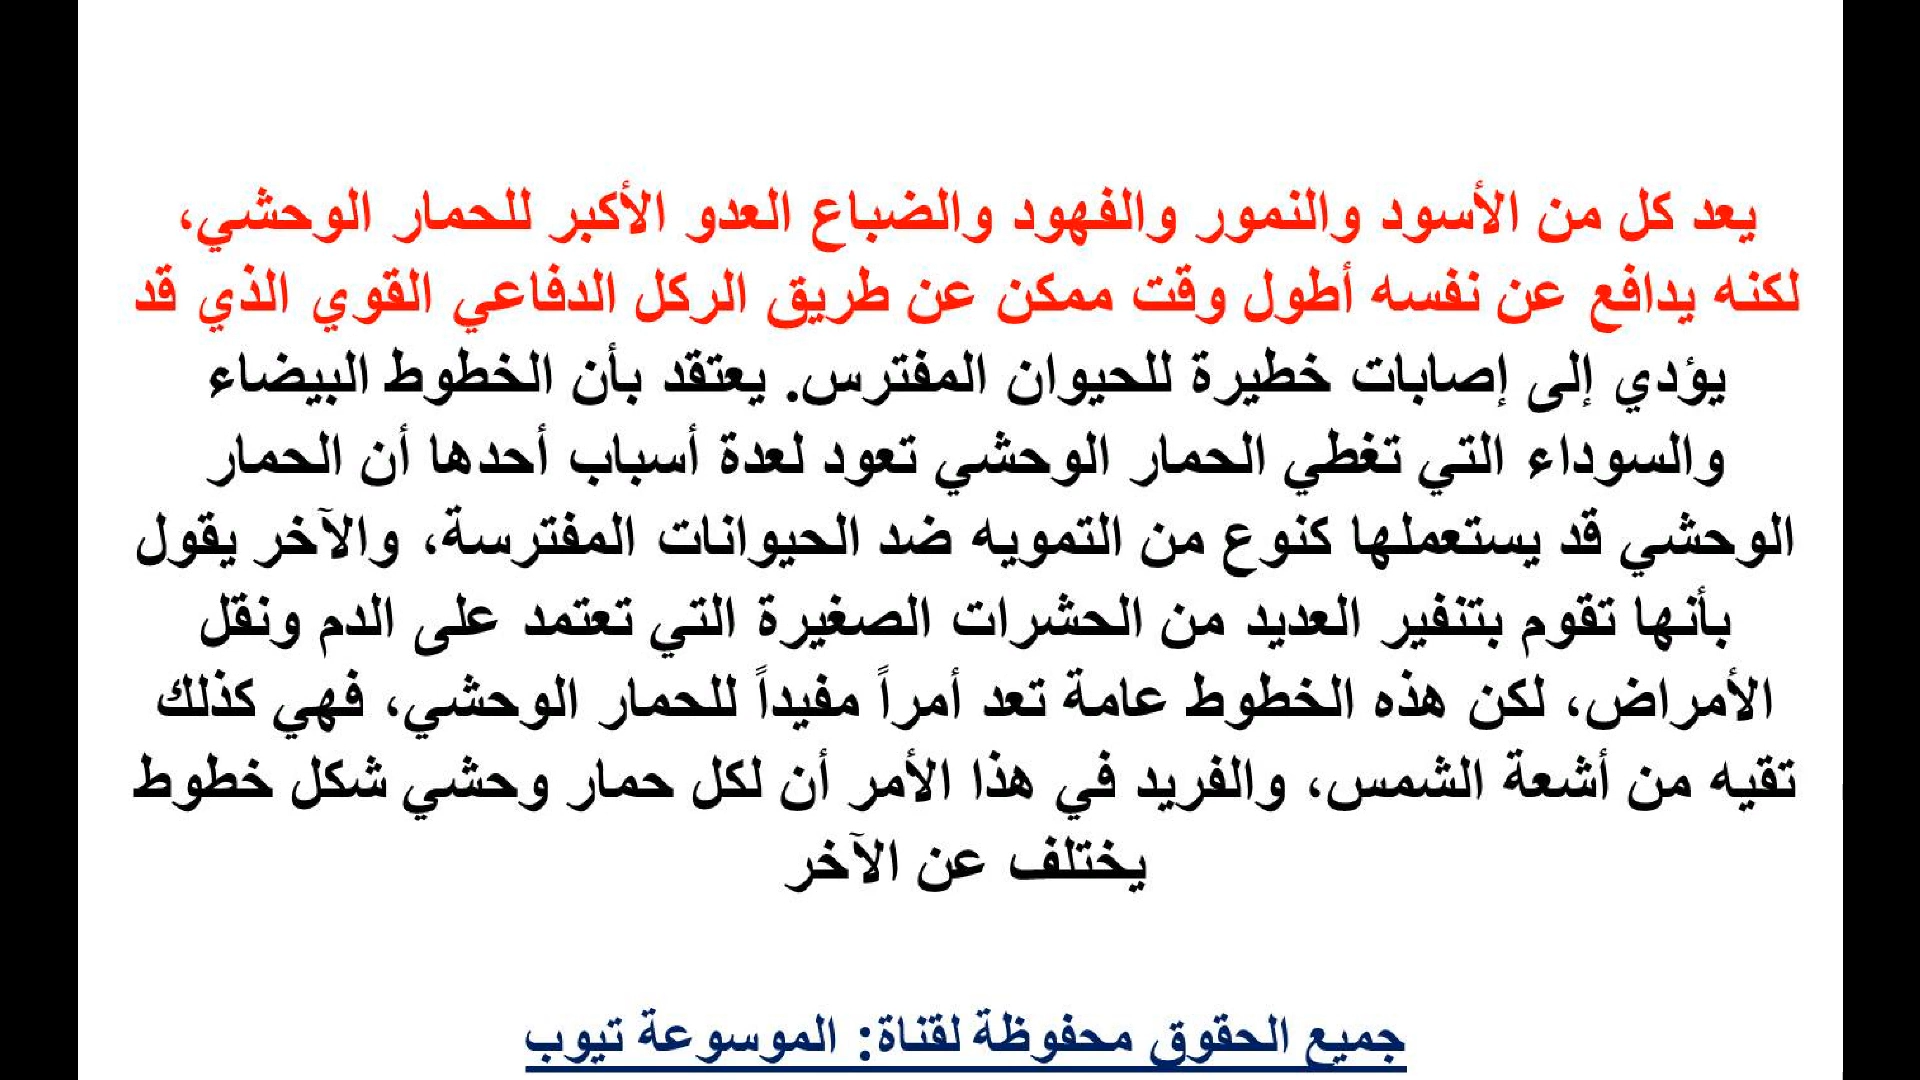 يعد كل من الأسود والنمور والفهود والضباع العدو الأكبر للحمار الوحشي،
لكنه يدافع عن نفسه أطول وقت ممكن عن طريق الركل الدفاعي القوي الذي قد
يؤدي إلى إصابات خطيرة للحيوان المفترس. يعتقد بأن الخطوط البيضاء
والسوداء التي تغطي الحمار الوحشي تعود لعدة أسباب أحدها أن الحمار
الوحشي قد يستعملها كنوع من التمويه ضد الحيوانات المفترسة، والآخر يقول
بأنها تقوم بتنفير العديد من الحشرات الصغيرة التي تعتمد على الدم ونقل
الأمراض، لكن هذه الخطوط عامة تعد أمراً مفيداً للحمار الوحشي، فهي كذلك
تقيه من أشعة الشمس، والفريد في هذا الأمر أن لكل حمار وحشي شكل خطوط
يختلف عن الآخر
جميع الحقوق محفوظة لقناة: الموسوعة تيوب